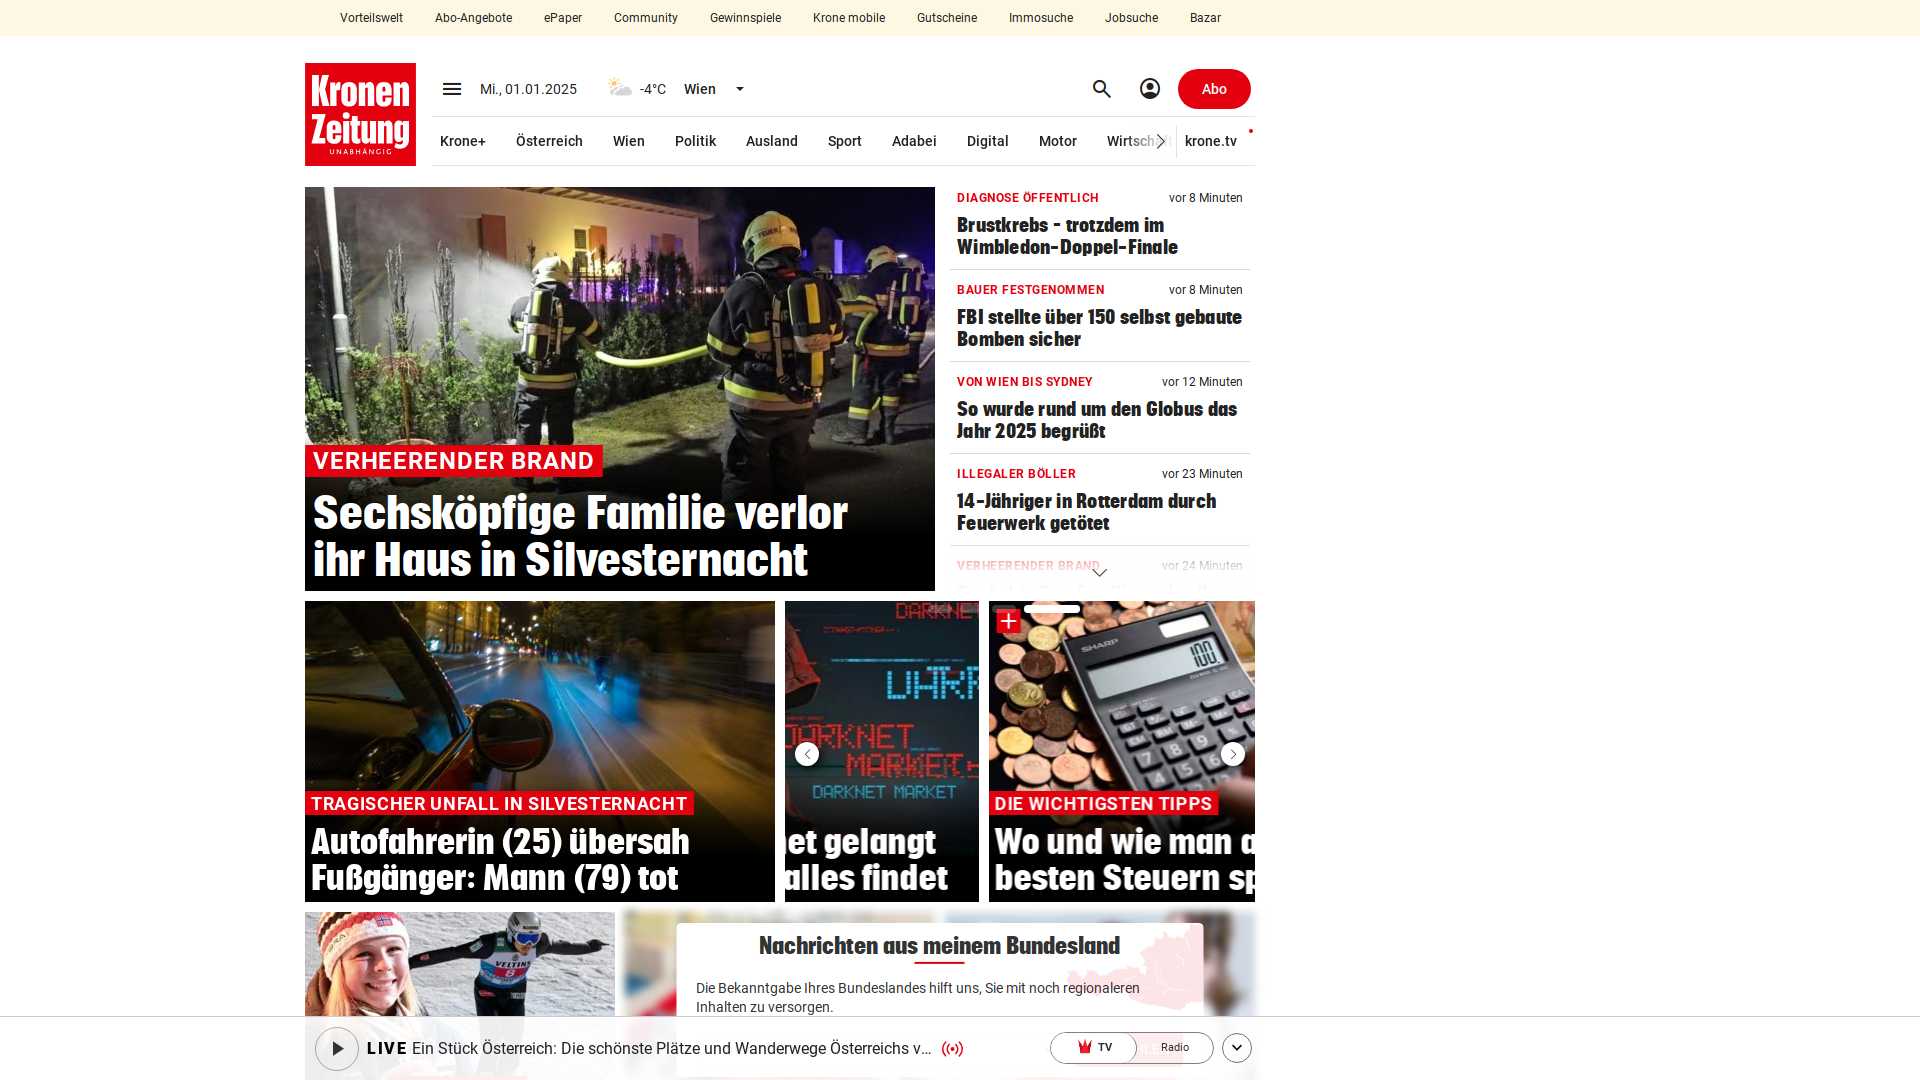 Vorteilswelt Abo-Angebote ePaper Community Gewinnspiele Krone mobile Gutscheine Immosuche Jobsuche Bazar
Kronen
Zeitung
UNABHÄNGIG
Mi., 01.01.2025 -4°C Wien
Abo
Krone+ Österreich Wien Politik Ausland Sport Adabei Digital Motor Wirtschaft krone.tv
VERHEERENDER BRAND
Sechsköpfige Familie verlor
ihr Haus in Silvesternacht
DIAGNOSE ÖFFENTLICH vor 8 Minuten
Brustkrebs - trotzdem im
Wimbledon-Doppel-Finale
BAUER FESTGENOMMEN vor 8 Minuten
FBI stellte über 150 selbst gebaute
Bomben sicher
VON WIEN BIS SYDNEY vor 12 Minuten
So wurde rund um den Globus das
Jahr 2025 begrüßt
ILLEGALER BÖLLER vor 23 Minuten
14-Jähriger in Rotterdam durch
Feuerwerk getötet
VERHEERENDER BRAND vor 24 Minuten
TRAGISCHER UNFALL IN SILVESTERNACHT
Autofahrerin (25) übersah
Fußgänger: Mann (79) tot
DARKNET
DARKNET
MARKET
DARKNET MARKET
et gelangt
alles findet
SHARP
100.
DIE WICHTIGSTEN TIPPS
Wo und wie man a
besten Steuern sp
VELTINS
8
Nachrichten aus meinem Bundesland
Die Bekanntgabe Ihres Bundeslandes hilft uns, Sie mit noch regionaleren
Inhalten zu versorgen.
LIVE Ein Stück Österreich: Die schönste Plätze und Wanderwege Österreichs v...
TV Radio